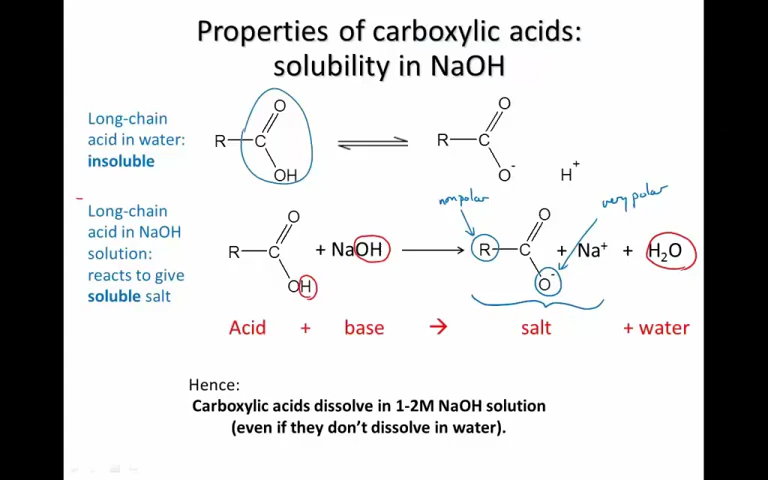 Properties of carboxylic acids:
solubility in NaOH
Long-chain
acid in water:
insoluble
R C O OH
R C O O- H+
Long-chain
acid in NaOH
solution:
reacts to give
soluble salt
nonpolar
very polar
R C O OH + NaOH R C O O- + Na+ + H2O
Acid + base → salt + water
Hence:
Carboxylic acids dissolve in 1-2M NaOH solution
(even if they don't dissolve in water).